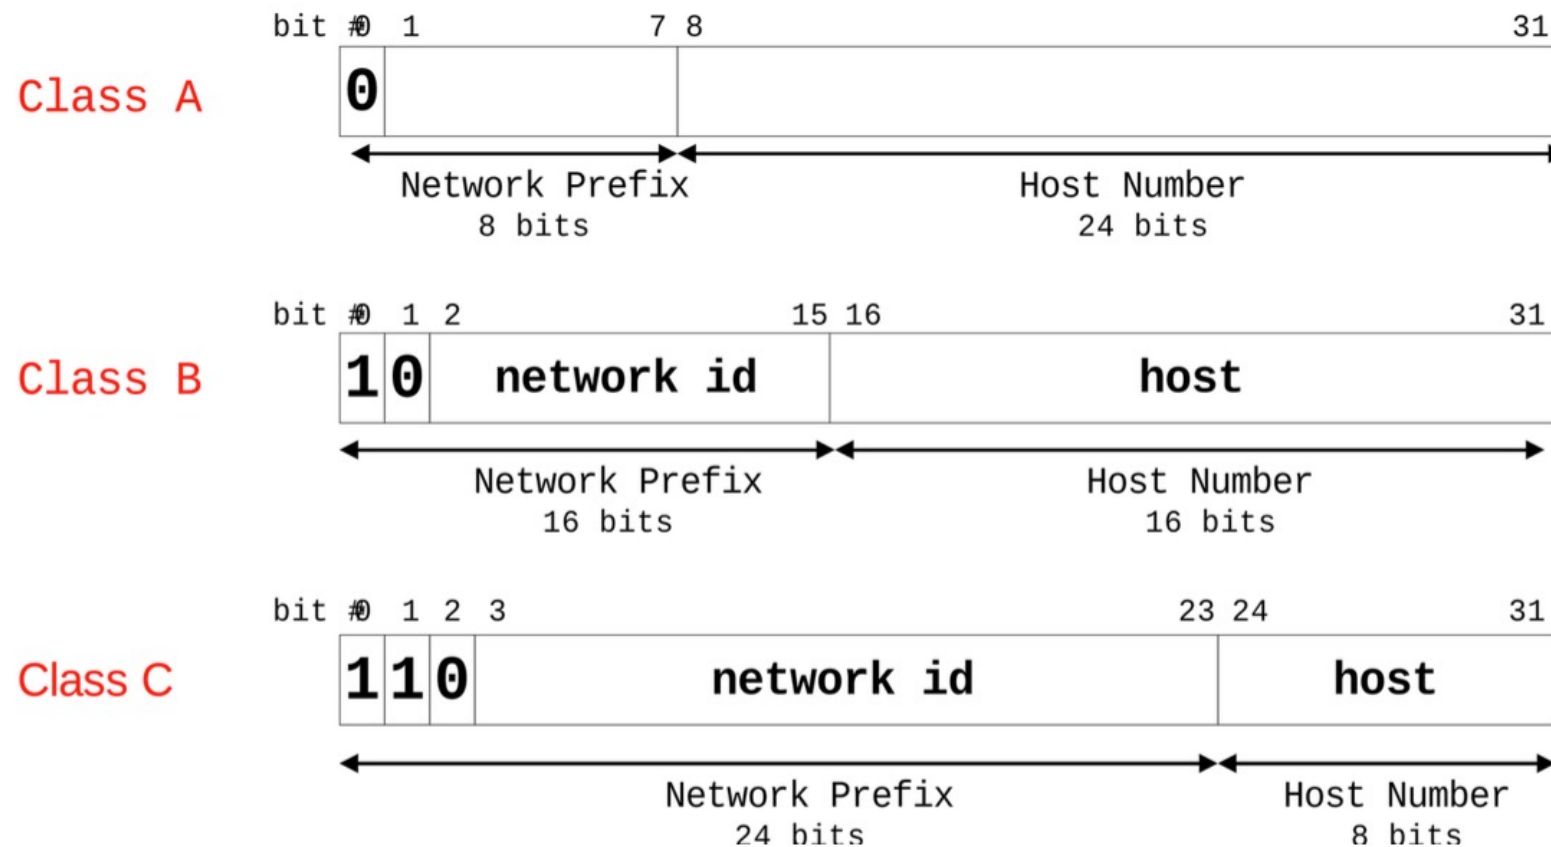 bit #0 1 7 8 31
Class A
0
Network Prefix Host Number
8 bits 24 bits
bit #0 1 2 15 16 31
Class B
1 0 network id host
Network Prefix Host Number
16 bits 16 bits
bit #0 1 2 3 23 24 31
Class C
1 1 0 network id host
Network Prefix Host Number
24 bits 8 bits